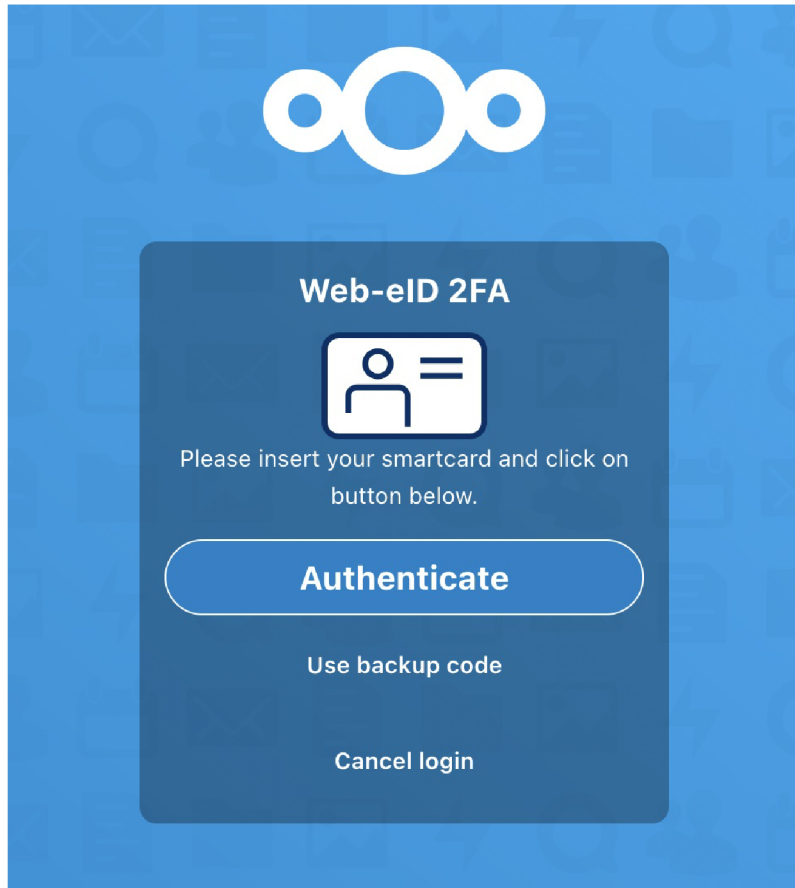 Web-eID 2FA
Please insert your smartcard and click on
button below.
Authenticate
Use backup code
Cancel login